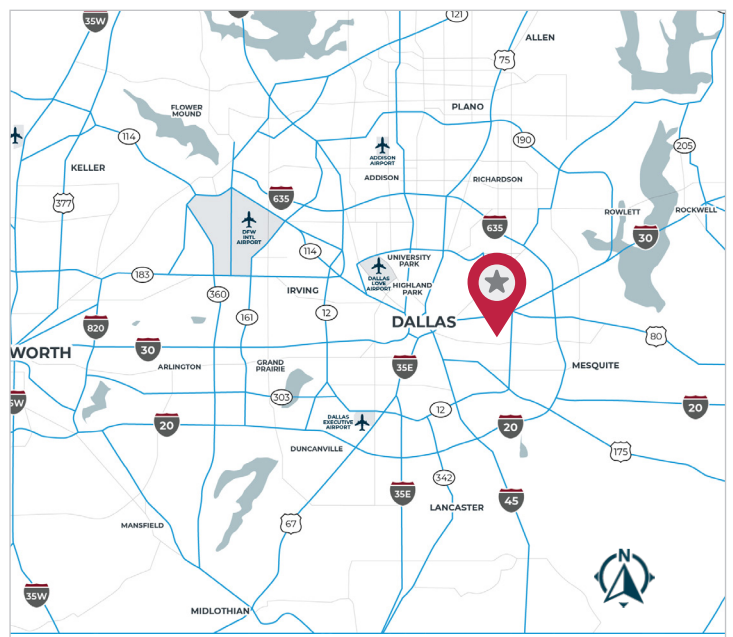 35W
121
ALLEN
75
FLOWER
MOUND
PLANO
114
190
205
ADDISON
AIRPORT
KELLER
ADDISON
RICHARDSON
377
635
ROWLETT
ROCKWELL
DFW
INTL
AIRPORT
635
30
114
UNIVERSITY
PARK
183
DALLAS
LOVE
AIRPORT
HIGHLAND
PARK
IRVING
360
161
12
DALLAS
820
80
WORTH
30
ARLINGTON
GRAND
PRAIRIE
35E
MESQUITE
303
5W
12
20
DALLAS
EXECUTIVE
AIRPORT
20
20
DUNCANVILLE
175
342
35E
45
LANCASTER
67
MANSFIELD
N
35W
MIDLOTHIAN